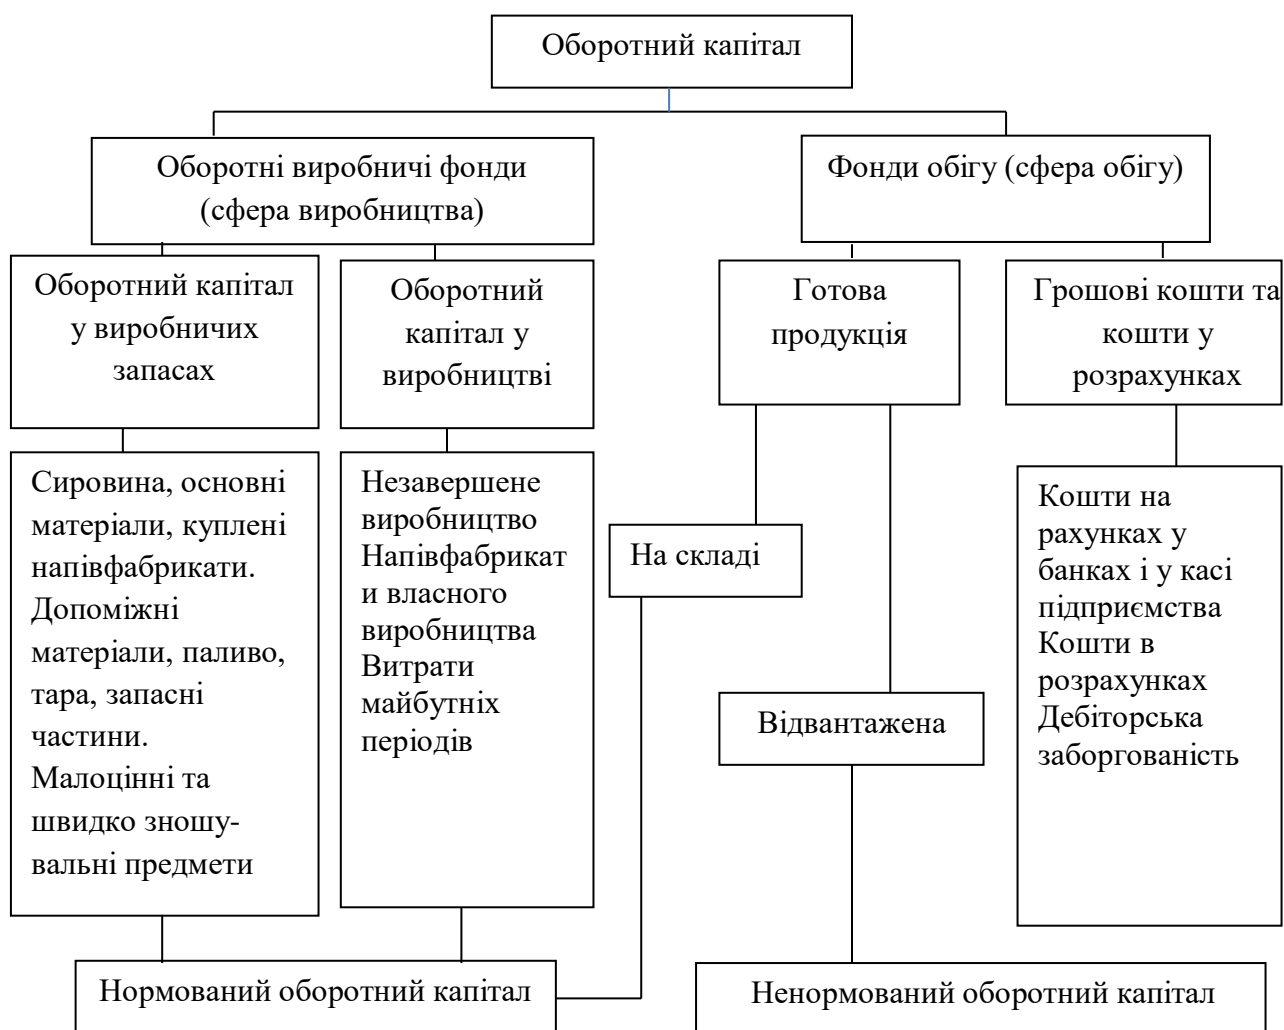 Оборотний капітал
Оборотні виробничі фонди
(сфера виробництва)
Фонди обігу (сфера обігу)
Оборотний капітал
у виробничих
запасах
Оборотний
капітал у
виробництві
Готова
продукція
Грошові кошти та
кошти у
розрахунках
Сировина, основні
матеріали, куплені
напівфабрикати.
Допоміжні
матеріали, паливо,
тара, запасні
частини.
Малоцінні та
швидко зношу-
вальні предмети
Незавершене
виробництво
Напівфабрикат
и власного
виробництва
Витрати
майбутніх
періодів
На складі
Відвантажена
Кошти на
рахунках у
банках і у касі
підприємства
Кошти в
розрахунках
Дебіторська
заборгованість
Нормований оборотний капітал
Ненормований оборотний капітал